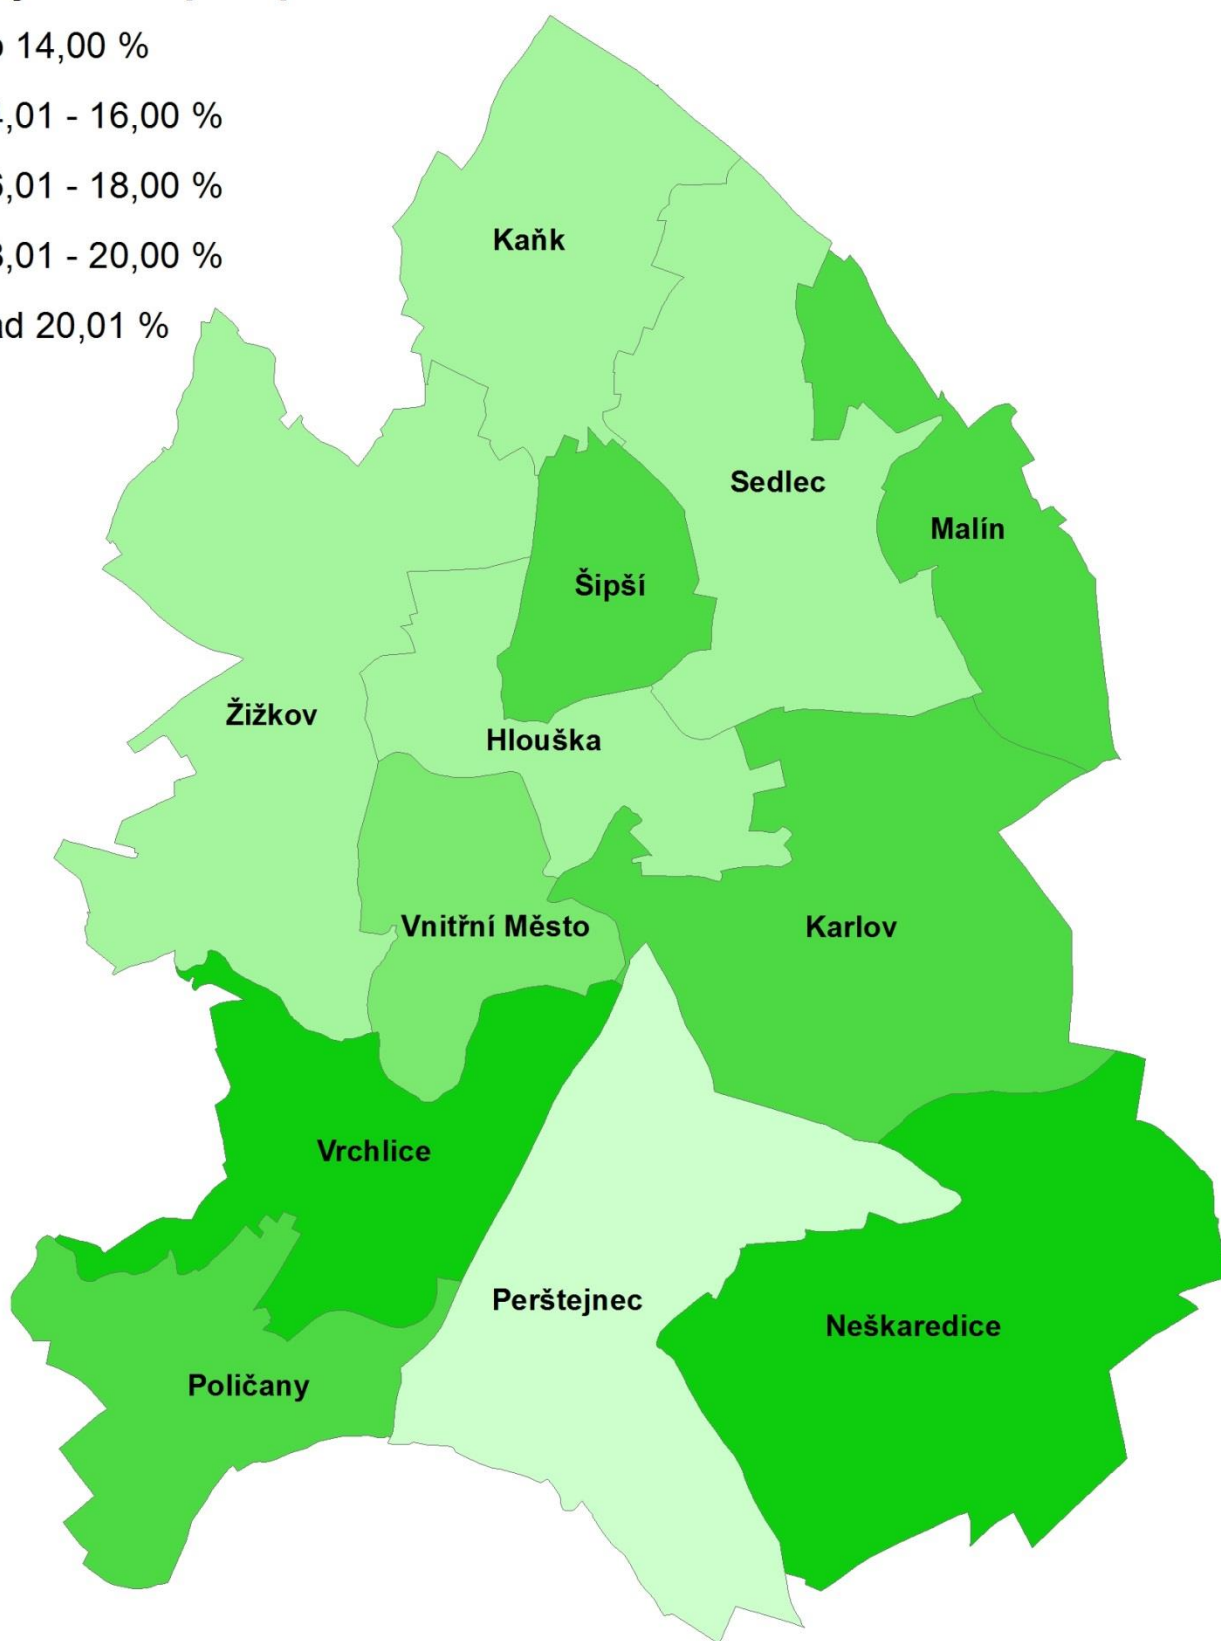 14,00 %
,01 - 16,00 %
,01 - 18,00 %
,01 - 20,00 %
20,01 %
Kaňk
Sedlec
Malín
Šipší
Žižkov
Hlouška
Vnitřní Město
Karlov
Vrchlice
Perštejnec
Neškaredice
Poličany